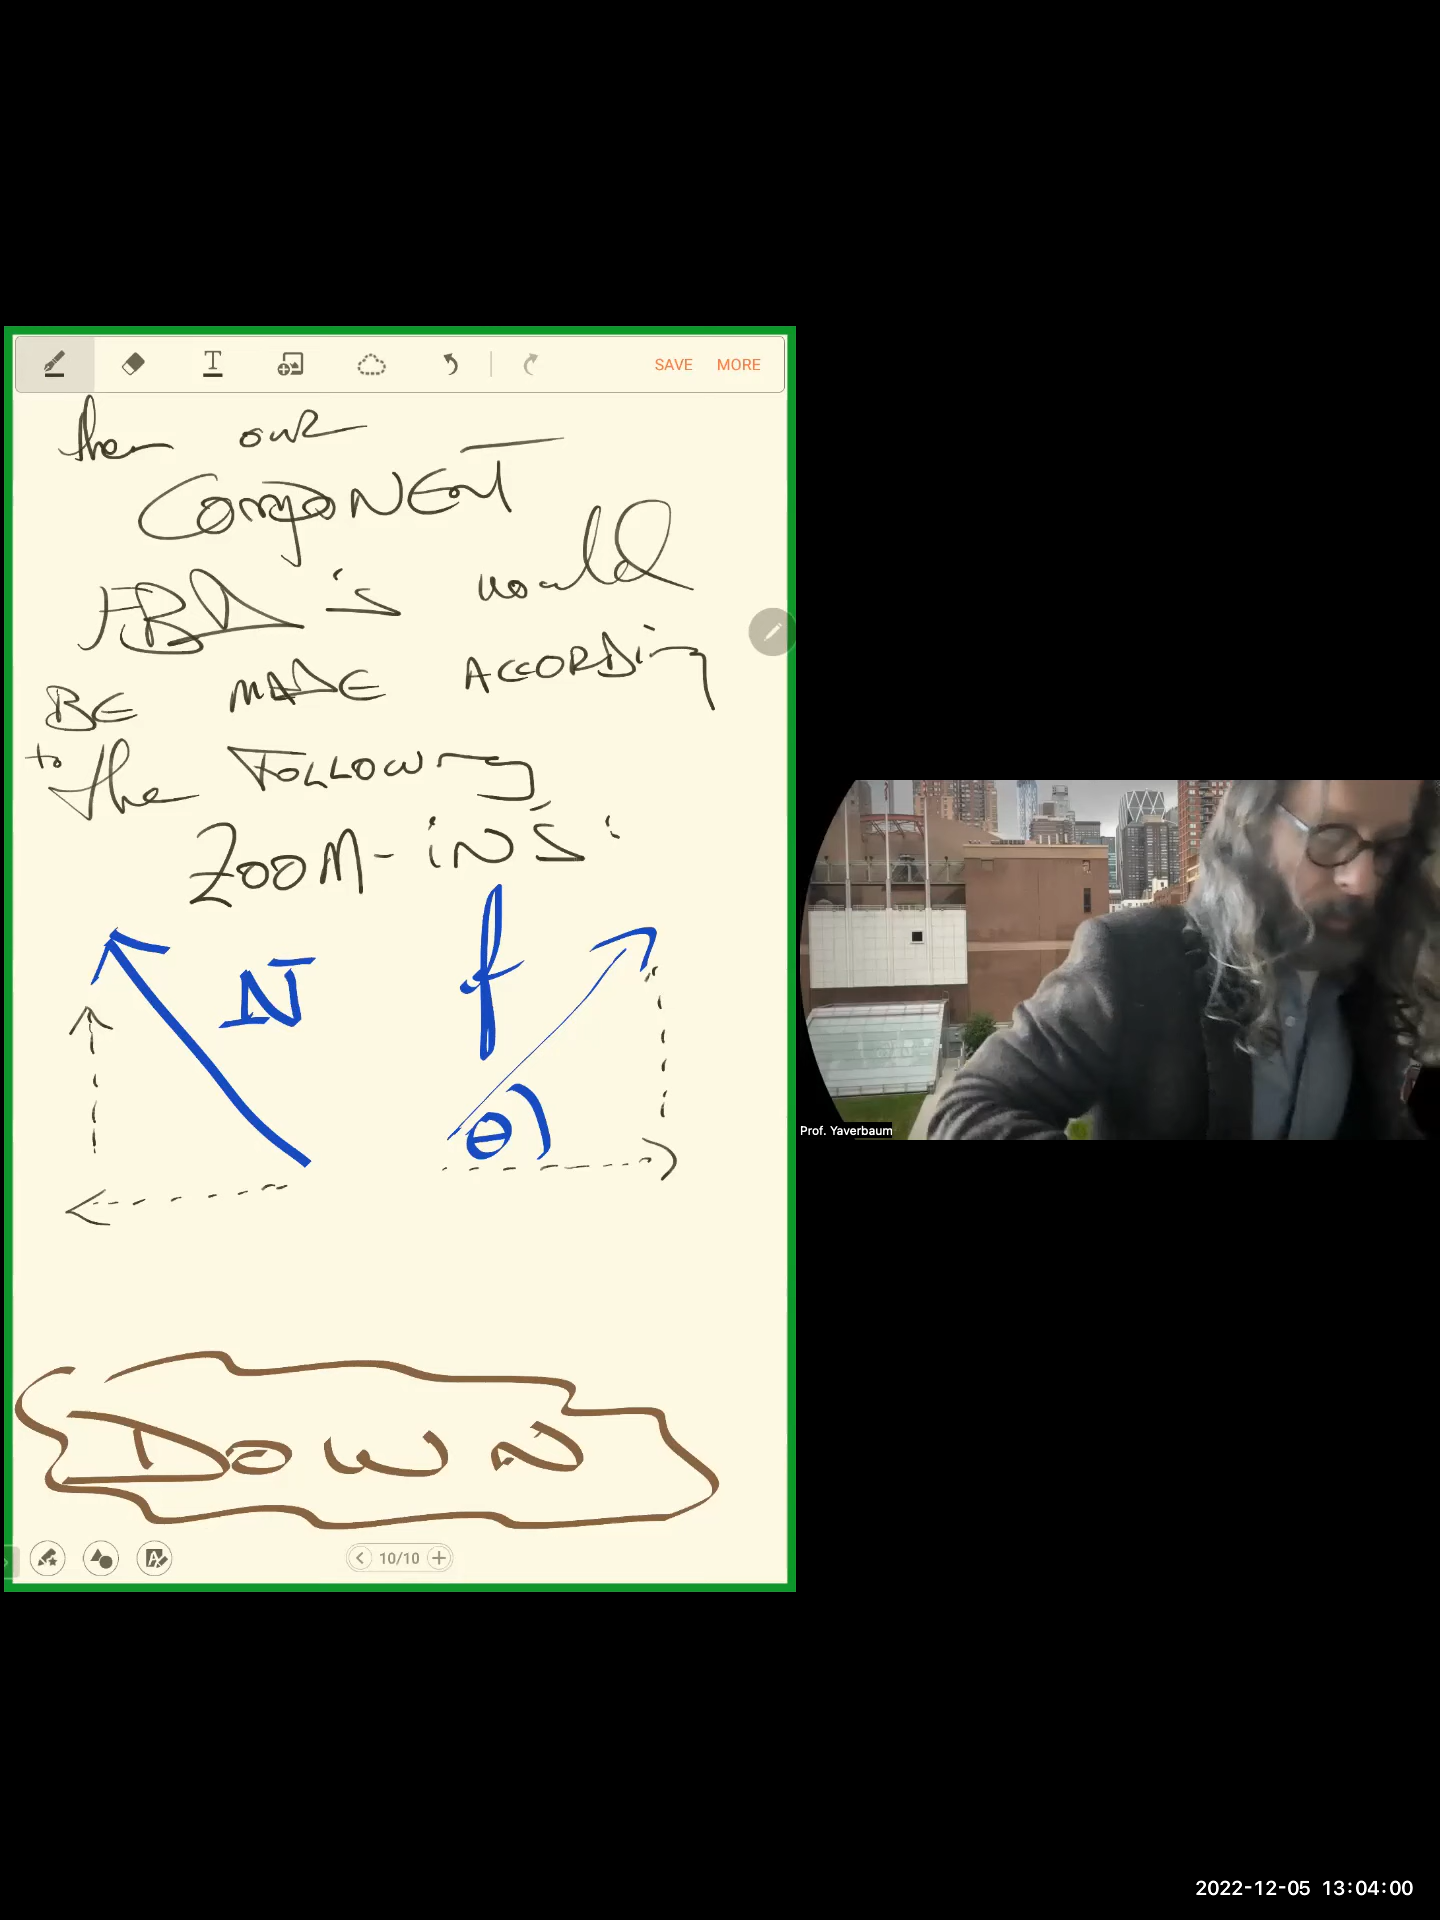 T
SAVE MORE
then our
COMPONENT
FBD's would
BE MADE ACCORDing
to the Following
ZOOM-iNS:
N f
θ
DOWN
10/10
Prof. Yaverbaum
2022-12-05 13:04:00